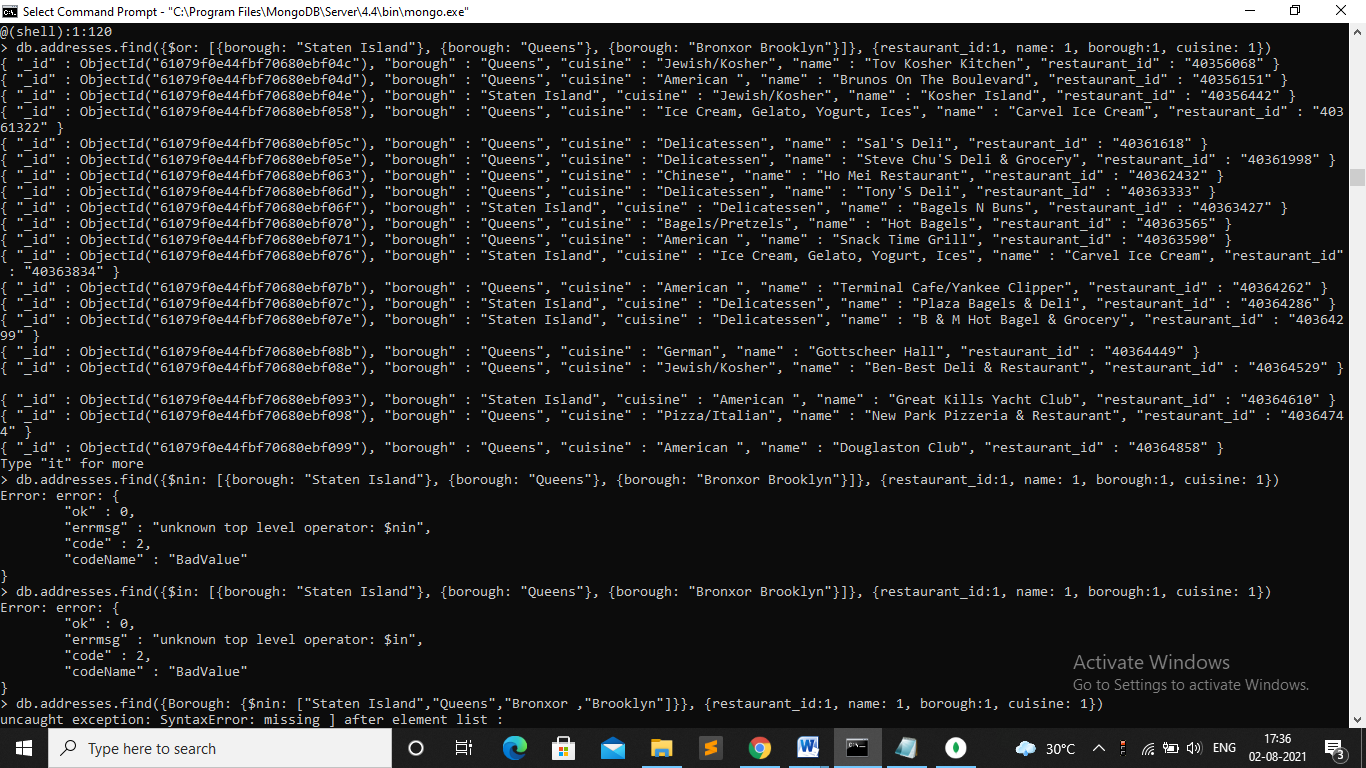 Select Command Prompt - "C:\Program Files\MongoDB\Server\4.4\bin\mongo.exe"
@(shell):1:120
> db.addresses.find({$or: [{borough: "Staten Island"}, {borough: "Queens"}, {borough: "Bronxor Brooklyn"}]}, {restaurant_id:1, name: 1, borough:1, cuisine: 1})
{ "_id" : ObjectId("61079f0e44fbf70680ebf04c"), "borough" : "Queens", "cuisine" : "Jewish/Kosher", "name" : "Tov Kosher Kitchen", "restaurant_id" : "40356068" }
{ "_id" : ObjectId("61079f0e44fbf70680ebf04d"), "borough" : "Queens", "cuisine" : "American ", "name" : "Brunos On The Boulevard", "restaurant_id" : "40356151" }
{ "_id" : ObjectId("61079f0e44fbf70680ebf04e"), "borough" : "Staten Island", "cuisine" : "Jewish/Kosher", "name" : "Kosher Island", "restaurant_id" : "40356442" }
{ "_id" : ObjectId("61079f0e44fbf70680ebf058"), "borough" : "Queens", "cuisine" : "Ice Cream, Gelato, Yogurt, Ices", "name" : "Carvel Ice Cream", "restaurant_id" : "403
61322" }
{ "_id" : ObjectId("61079f0e44fbf70680ebf05c"), "borough" : "Queens", "cuisine" : "Delicatessen", "name" : "Sal'S Deli", "restaurant_id" : "40361618" }
{ "_id" : ObjectId("61079f0e44fbf70680ebf05e"), "borough" : "Queens", "cuisine" : "Delicatessen", "name" : "Steve Chu'S Deli & Grocery", "restaurant_id" : "40361998" }
{ "_id" : ObjectId("61079f0e44fbf70680ebf063"), "borough" : "Queens", "cuisine" : "Chinese", "name" : "Ho Mei Restaurant", "restaurant_id" : "40362432" }
{ "_id" : ObjectId("61079f0e44fbf70680ebf06d"), "borough" : "Queens", "cuisine" : "Delicatessen", "name" : "Tony'S Deli", "restaurant_id" : "40363333" }
{ "_id" : ObjectId("61079f0e44fbf70680ebf06f"), "borough" : "Staten Island", "cuisine" : "Delicatessen", "name" : "Bagels N Buns", "restaurant_id" : "40363427" }
{ "_id" : ObjectId("61079f0e44fbf70680ebf070"), "borough" : "Queens", "cuisine" : "Bagels/Pretzels", "name" : "Hot Bagels", "restaurant_id" : "40363565" }
{ "_id" : ObjectId("61079f0e44fbf70680ebf071"), "borough" : "Queens", "cuisine" : "American ", "name" : "Snack Time Grill", "restaurant_id" : "40363590" }
{ "_id" : ObjectId("61079f0e44fbf70680ebf076"), "borough" : "Staten Island", "cuisine" : "Ice Cream, Gelato, Yogurt, Ices", "name" : "Carvel Ice Cream", "restaurant_id"
 : "40363834" }
{ "_id" : ObjectId("61079f0e44fbf70680ebf07b"), "borough" : "Queens", "cuisine" : "American ", "name" : "Terminal Cafe/Yankee Clipper", "restaurant_id" : "40364262" }
{ "_id" : ObjectId("61079f0e44fbf70680ebf07c"), "borough" : "Staten Island", "cuisine" : "Delicatessen", "name" : "Plaza Bagels & Deli", "restaurant_id" : "40364286" }
{ "_id" : ObjectId("61079f0e44fbf70680ebf07e"), "borough" : "Staten Island", "cuisine" : "Delicatessen", "name" : "B & M Hot Bagel & Grocery", "restaurant_id" : "403642
99" }
{ "_id" : ObjectId("61079f0e44fbf70680ebf08b"), "borough" : "Queens", "cuisine" : "German", "name" : "Gottscheer Hall", "restaurant_id" : "40364449" }
{ "_id" : ObjectId("61079f0e44fbf70680ebf08e"), "borough" : "Queens", "cuisine" : "Jewish/Kosher", "name" : "Ben-Best Deli & Restaurant", "restaurant_id" : "40364529" }
{ "_id" : ObjectId("61079f0e44fbf70680ebf093"), "borough" : "Staten Island", "cuisine" : "American ", "name" : "Great Kills Yacht Club", "restaurant_id" : "40364610" }
{ "_id" : ObjectId("61079f0e44fbf70680ebf098"), "borough" : "Queens", "cuisine" : "Pizza/Italian", "name" : "New Park Pizzeria & Restaurant", "restaurant_id" : "4036474
4" }
{ "_id" : ObjectId("61079f0e44fbf70680ebf099"), "borough" : "Queens", "cuisine" : "American ", "name" : "Douglaston Club", "restaurant_id" : "40364858" }
Type "it" for more
> db.addresses.find({$nin: [{borough: "Staten Island"}, {borough: "Queens"}, {borough: "Bronxor Brooklyn"}]}, {restaurant_id:1, name: 1, borough:1, cuisine: 1})
Error: error: {
"ok" : 0,
"errmsg" : "unknown top level operator: $nin",
"code" : 2,
"codeName" : "BadValue"
}
> db.addresses.find({$in: [{borough: "Staten Island"}, {borough: "Queens"}, {borough: "Bronxor Brooklyn"}]}, {restaurant_id:1, name: 1, borough:1, cuisine: 1})
Error: error: {
"ok" : 0,
"errmsg" : "unknown top level operator: $in",
"code" : 2,
"codeName" : "BadValue"
}
> db.addresses.find({Borough: {$nin: ["Staten Island","Queens","Bronxor ,"Brooklyn"]}}, {restaurant_id:1, name: 1, borough:1, cuisine: 1})
uncaught exception: SyntaxError: missing ] after element list :
Activate Windows
Go to Settings to activate Windows.
Type here to search
30°C
ENG
17:36
02-08-2021
3